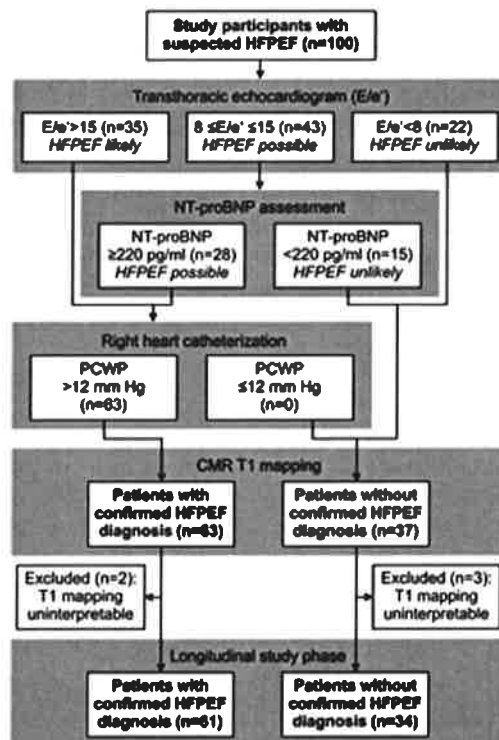 Study participants with
suspected HFPEF (n=100)
Transthoracic echocardiogram (E/e')
E/e'>15 (n=35)
HFPEF likely
8 ≤E/e' ≤15 (n=43)
HFPEF possible
E/e'<8 (n=22)
HFPEF unlikely
NT-proBNP assessment
NT-proBNP
≥220 pg/ml (n=28)
HFPEF possible
NT-proBNP
<220 pg/ml (n=15)
HFPEF unlikely
Right heart catheterization
PCWP
>12 mm Hg
(n=63)
PCWP
≤12 mm Hg
(n=0)
CMR T1 mapping
Patients with
confirmed HFPEF
diagnosis (n=63)
Patients without
confirmed HFPEF
diagnosis (n=37)
Excluded (n=2):
T1 mapping
uninterpretable
Excluded (n=3):
T1 mapping
uninterpretable
Longitudinal study phase
Patients with
confirmed HFPEF
diagnosis (n=61)
Patients without
confirmed HFPEF
diagnosis (n=34)